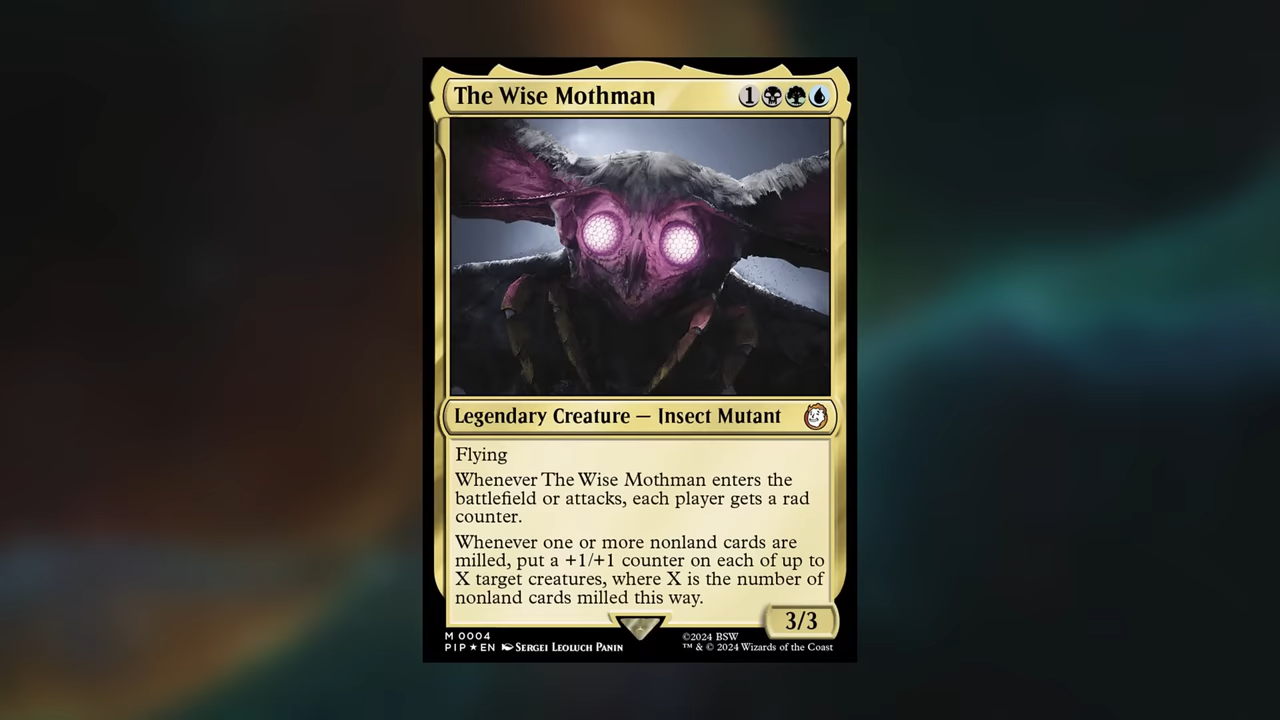 The Wise Mothman 1
Legendary Creature — Insect Mutant
Flying
Whenever The Wise Mothman enters the
battlefield or attacks, each player gets a rad
counter.
Whenever one or more nonland cards are
milled, put a +1/+1 counter on each of up to
X target creatures, where X is the number of
nonland cards milled this way.
3/3
M 0004
PIP ★ EN Sergei Leoluch Panin
©2024 BSW
™ & © 2024 Wizards of the Coast